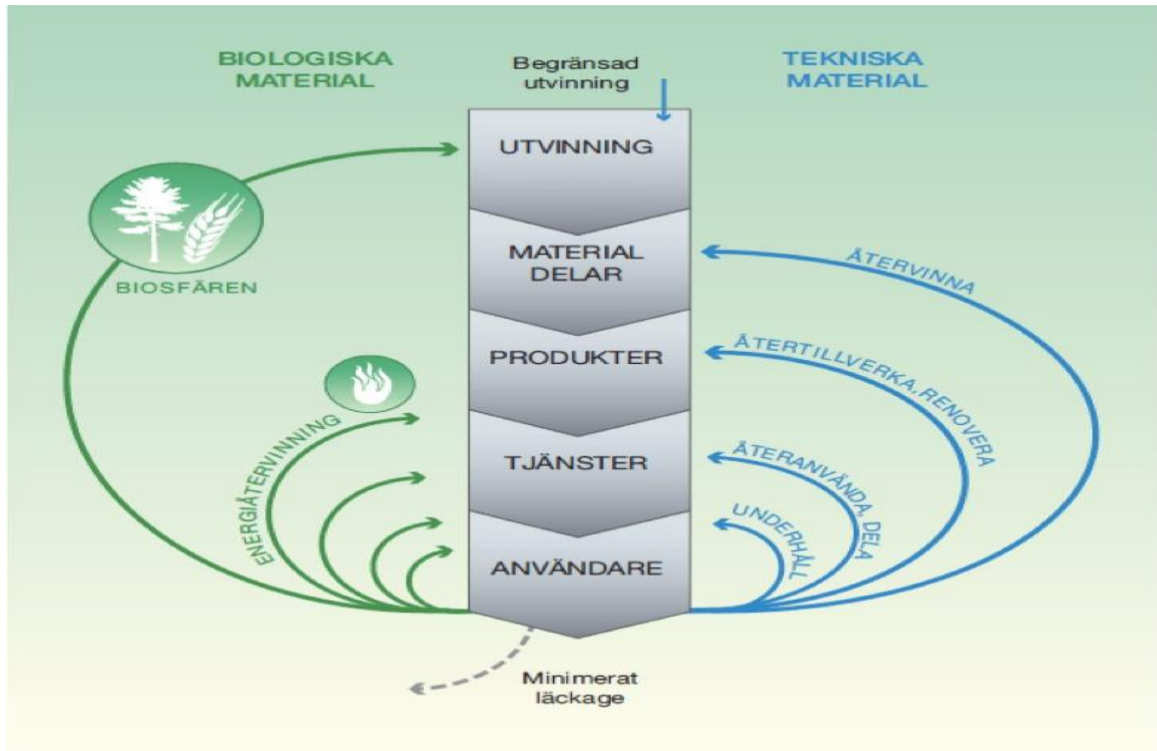 BIOLOGISKA
MATERIAL
Begränsad
utvinning
TEKNISKA
MATERIAL
UTVINNING
BIOSFÄREN
MATERIAL
DELAR
ÅTERVINNA
PRODUKTER
ÅTERTILLVERKA, RENOVERA
ENERGIÅTERVINNING
TJÄNSTER
ÅTERANVÄNDA, DELA
ANVÄNDARE
UNDERHÅLL
Minimerat
läckage